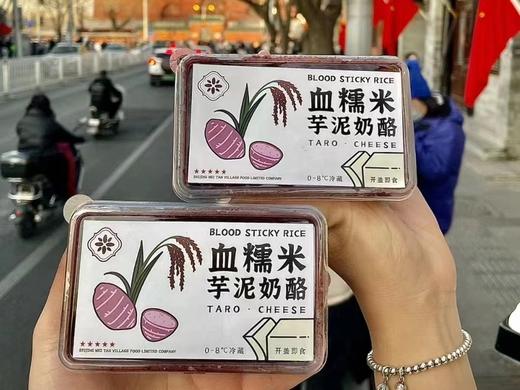 BLOOD STICKY RICE
血糯米
芋泥奶酪
TARO · CHEESE
★★★★★
BEIJING MEI TAN VILLAGE FOOD LIMITED COMPANY
0-8℃冷藏
开盖即食
BLOOD STICKY RICE
血糯米
芋泥奶酪
TARO · CHEESE
★★★★★
BEIJING MEI TAN VILLAGE FOOD LIMITED COMPANY
0-8℃冷藏
开盖即食